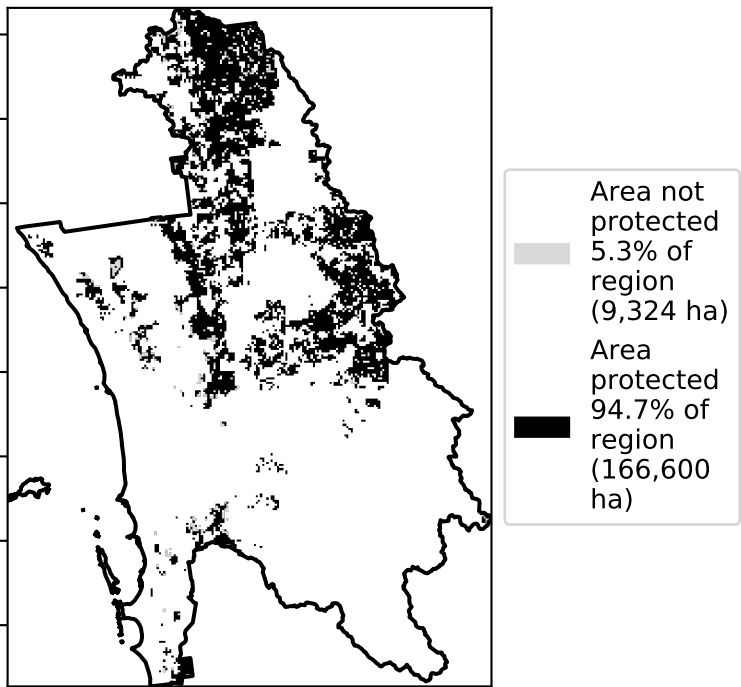 Area not
protected
5.3% of
region
(9,324 ha)
Area
protected
94.7% of
region
(166,600
ha)